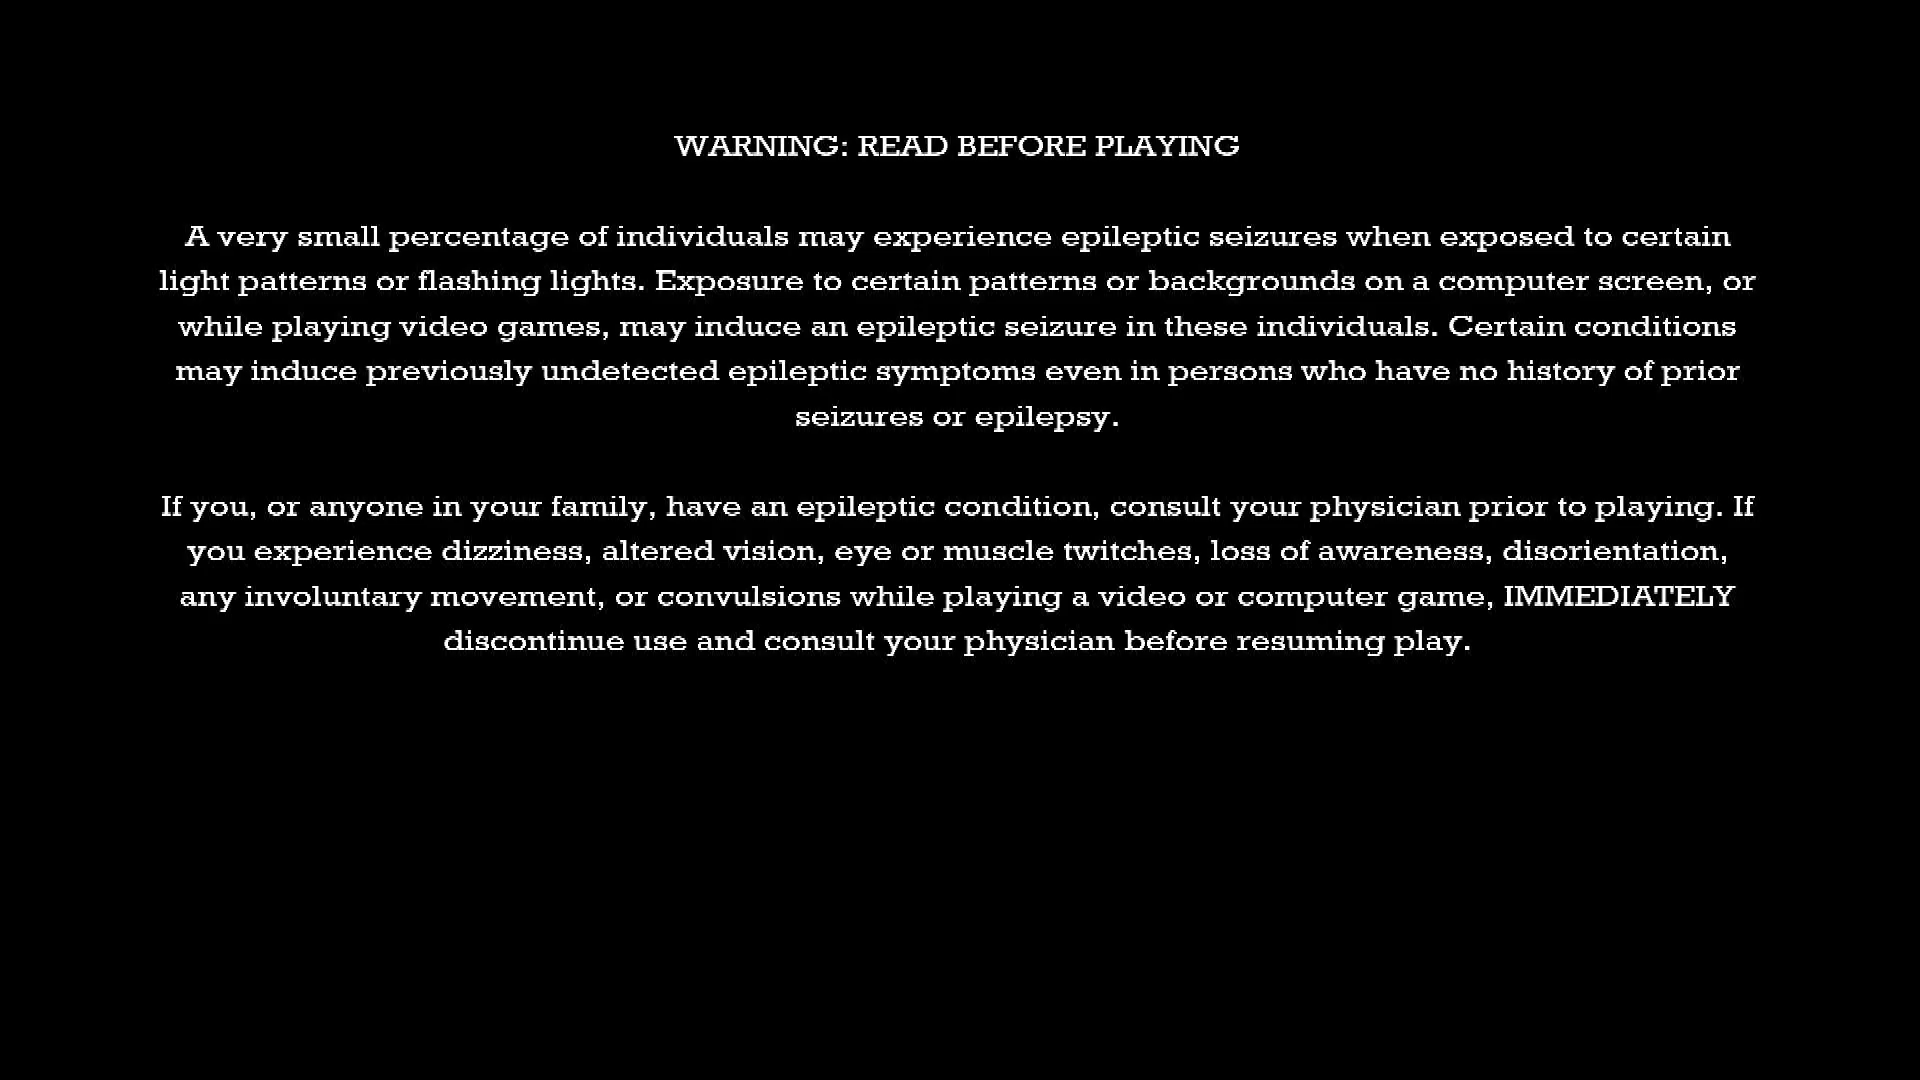 WARNING: READ BEFORE PLAYING
A very small percentage of individuals may experience epileptic seizures when exposed to certain
light patterns or flashing lights. Exposure to certain patterns or backgrounds on a computer screen, or
while playing video games, may induce an epileptic seizure in these individuals. Certain conditions
may induce previously undetected epileptic symptoms even in persons who have no history of prior
seizures or epilepsy.
If you, or anyone in your family, have an epileptic condition, consult your physician prior to playing. If
you experience dizziness, altered vision, eye or muscle twitches, loss of awareness, disorientation,
any involuntary movement, or convulsions while playing a video or computer game, IMMEDIATELY
discontinue use and consult your physician before resuming play.